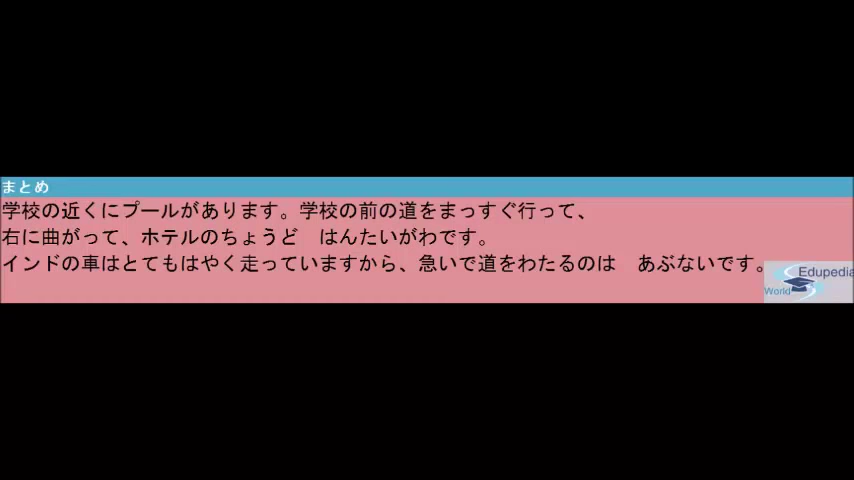 まとめ
学校の近くにプールがあります。学校の前の道をまっすぐ行って、
右に曲がって、ホテルのちょうど　はんたいがわです。
インドの車はとてもはやく走っていますから、急いで道をわたるのは　あぶないです。
Edupedia
World